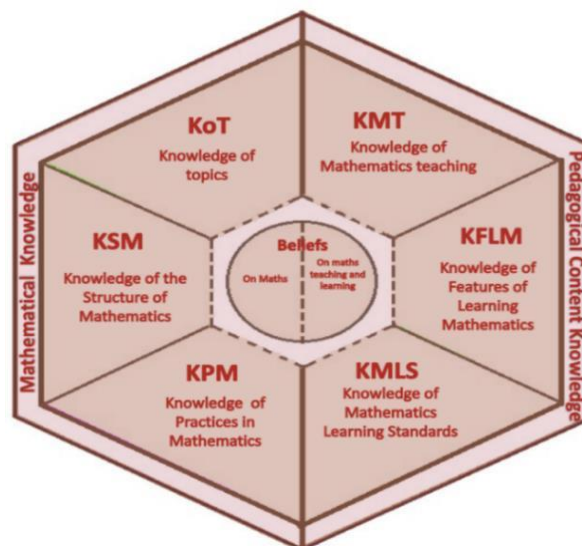 KoT
Knowledge of
topics
KMT
Knowledge of
Mathematics teaching
Mathematical Knowledge
KSM
Knowledge of the
Structure of
Mathematics
Beliefs
On Maths
On maths
teaching and
learning
KFLM
Knowledge of
Features of
Learning
Mathematics
Pedagogical Content Knowledge
KPM
Knowledge of
Practices in
Mathematics
KMLS
Knowledge of
Mathematics
Learning Standards